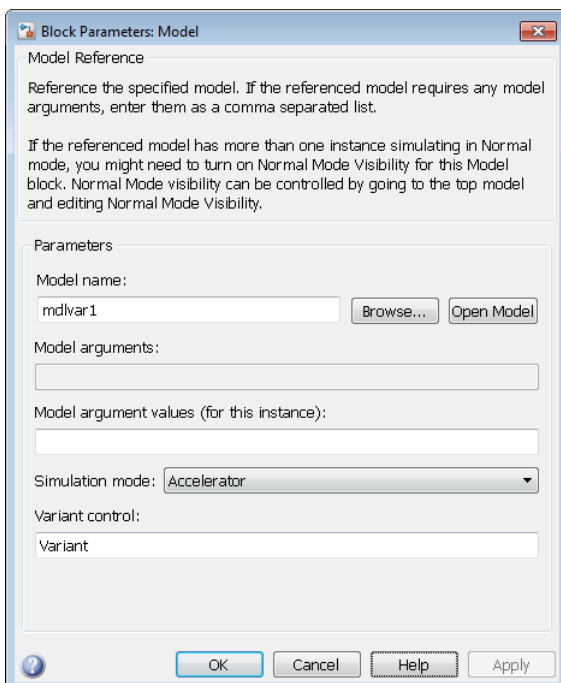 Block Parameters: Model
Model Reference
Reference the specified model. If the referenced model requires any model
arguments, enter them as a comma separated list.
If the referenced model has more than one instance simulating in Normal
mode, you might need to turn on Normal Mode Visibility for this Model
block. Normal Mode visibility can be controlled by going to the top model
and editing Normal Mode Visibility.
Parameters
Model name:
mdlvar1
Browse...
Open Model
Model arguments:
Model argument values (for this instance):
Simulation mode: Accelerator
Variant control:
Variant
OK
Cancel
Help
Apply